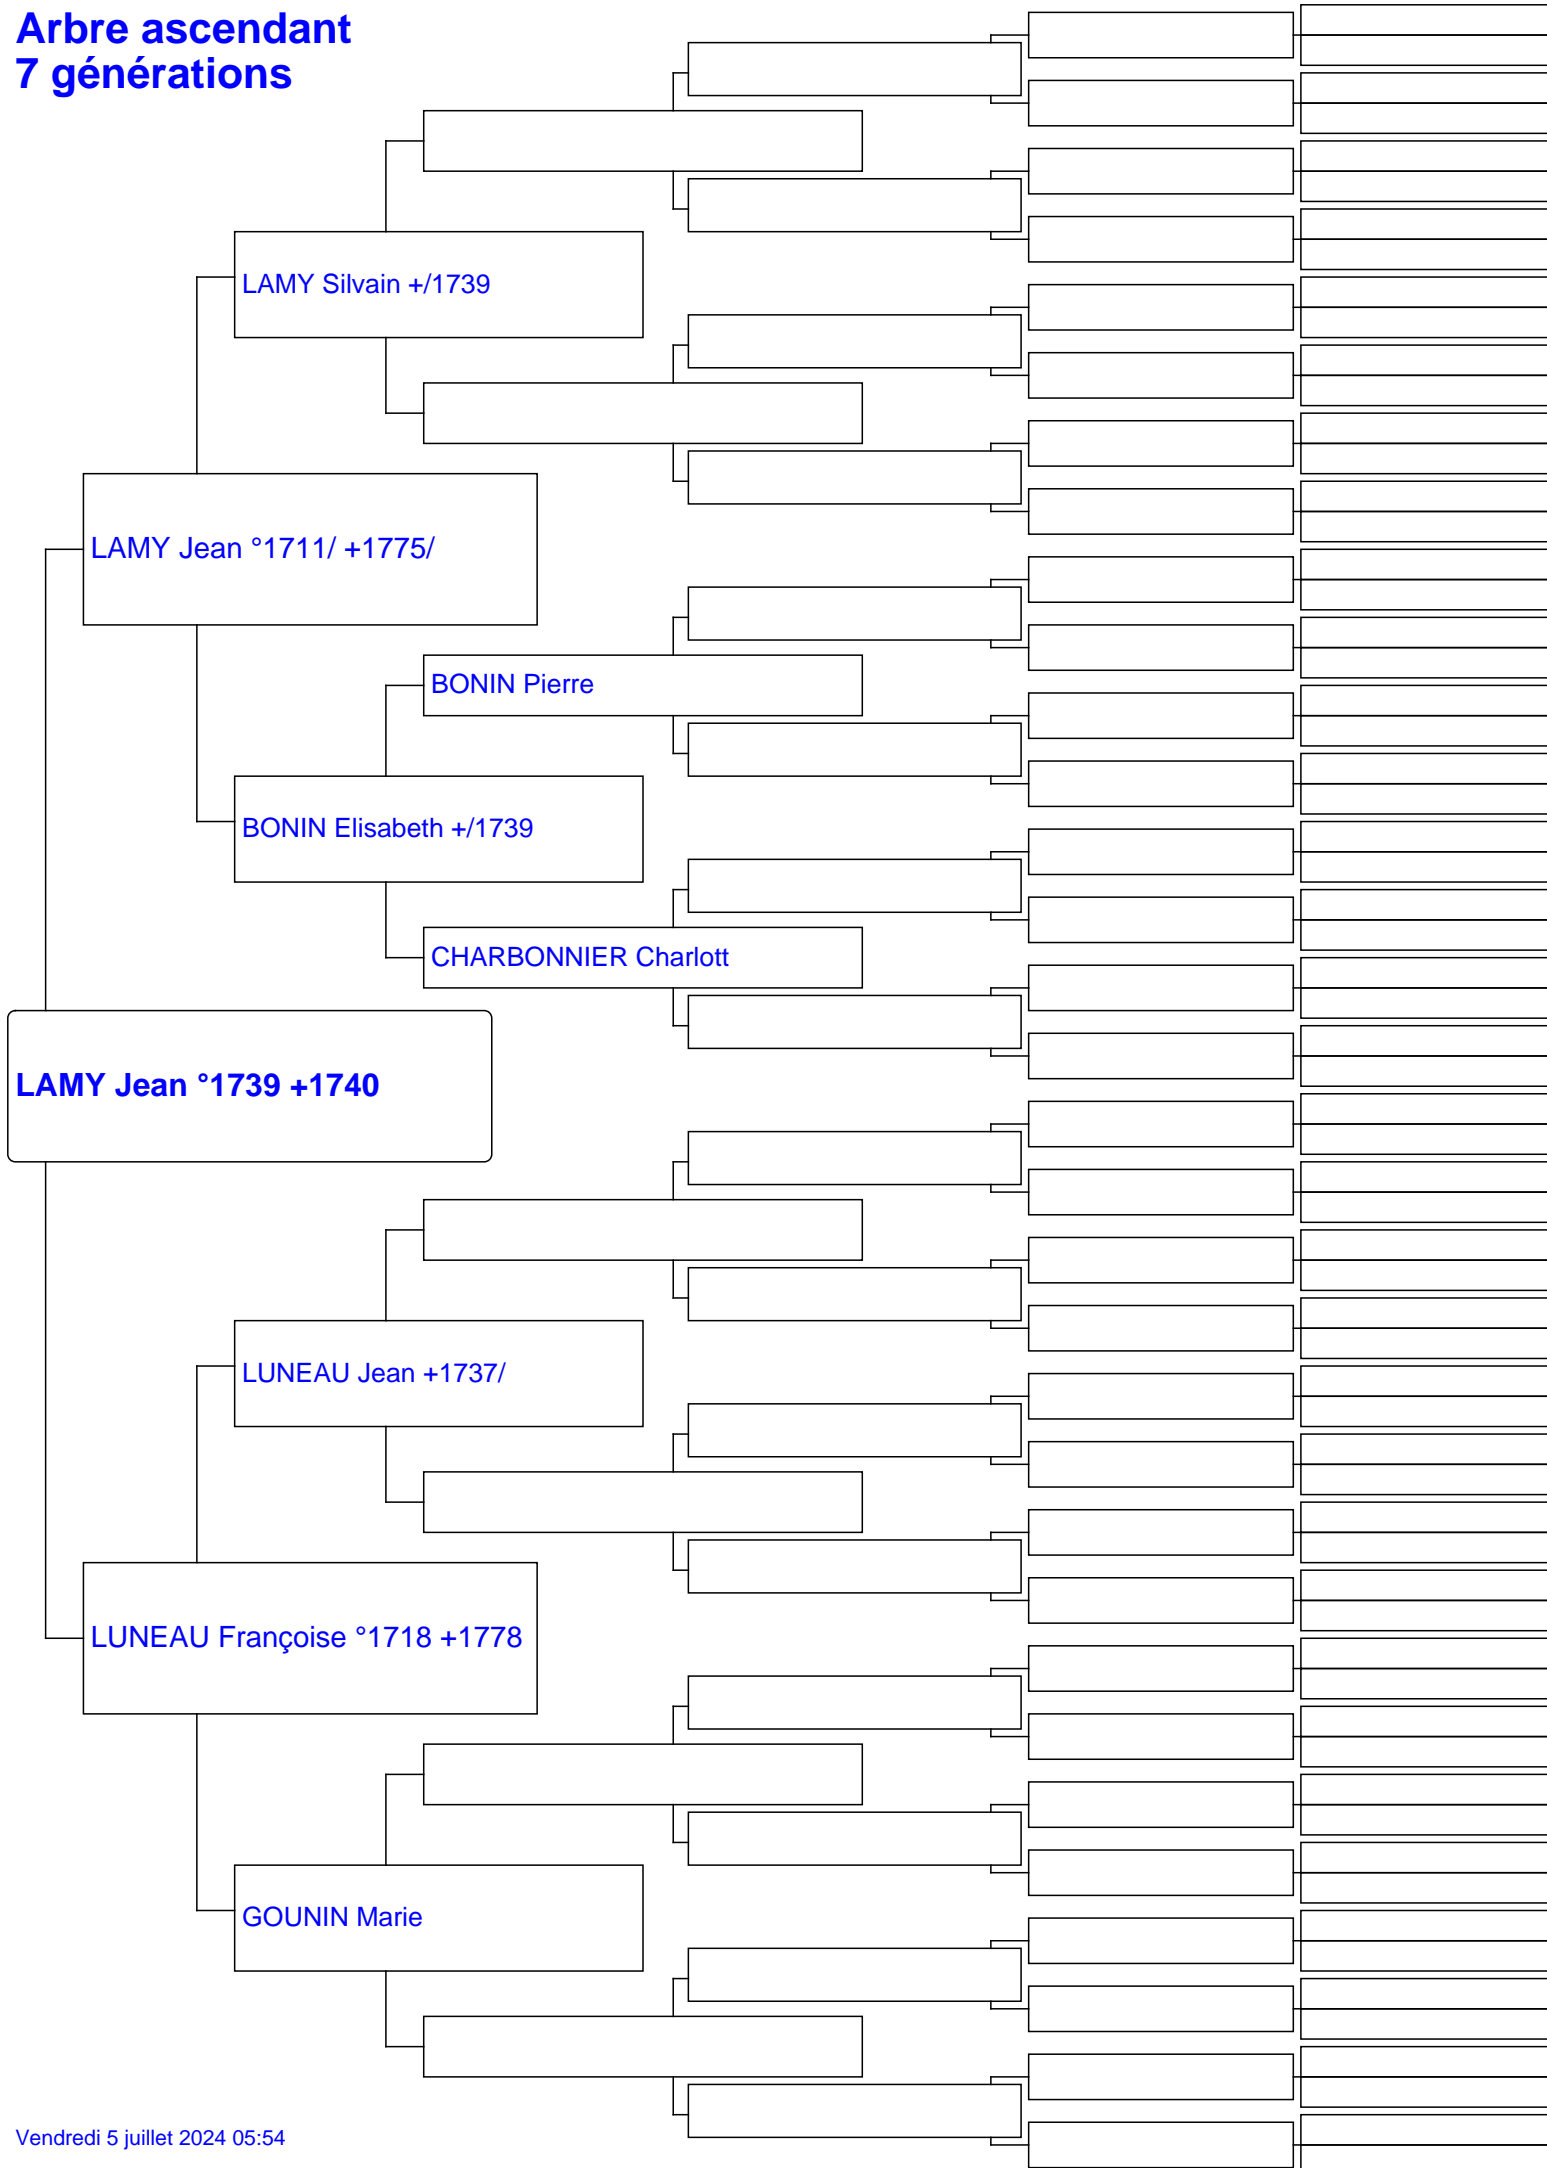 Arbre ascendant
7 générations
LAMY Silvain +/1739
LAMY Jean °1711/ +1775/
BONIN Pierre
BONIN Elisabeth +/1739
CHARBONNIER Charlott
LAMY Jean °1739 +1740
LUNEAU Jean +1737/
LUNEAU Françoise °1718 +1778
GOUNIN Marie
Vendredi 5 juillet 2024 05:54